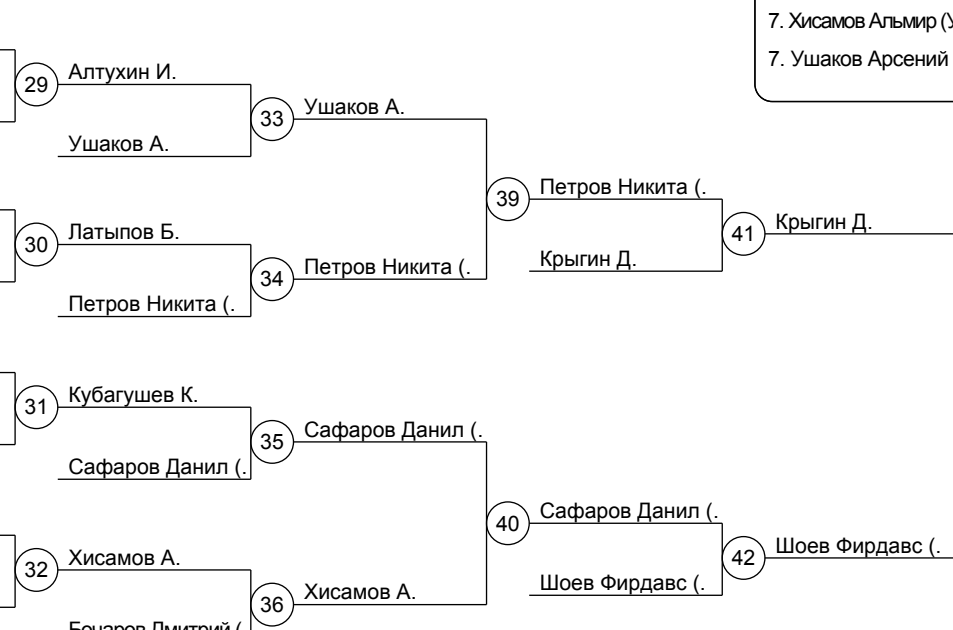 7. Хисамов Альмир (У
7. Ушаков Арсений
29 Алтухин И.
33 Ушаков А.
Ушаков А.
39 Петров Никита (.
30 Латыпов Б.
41 Крыгин Д.
34 Петров Никита (.
Крыгин Д.
Петров Никита (.
31 Кубагушев К.
35 Сафаров Данил (.
Сафаров Данил (.
40 Сафаров Данил (.
32 Хисамов А.
42 Шоев Фирдавс (.
36 Хисамов А.
Шоев Фирдавс (.
Бочаров Дмитрий (